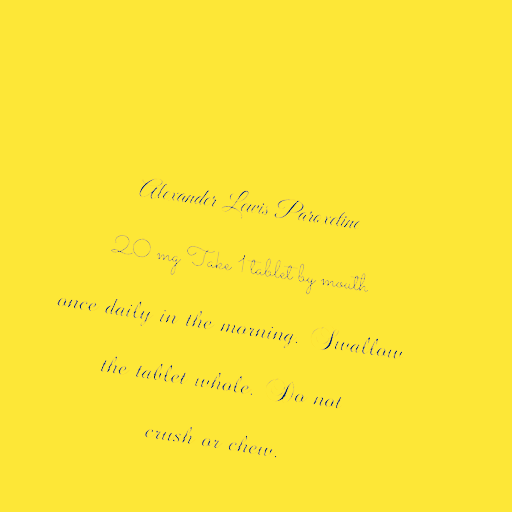 Alexander Lewis Paroxetine
20 mg Take 1 tablet by mouth
once daily in the morning. Swallow
the tablet whole. Do not
crush or chew.